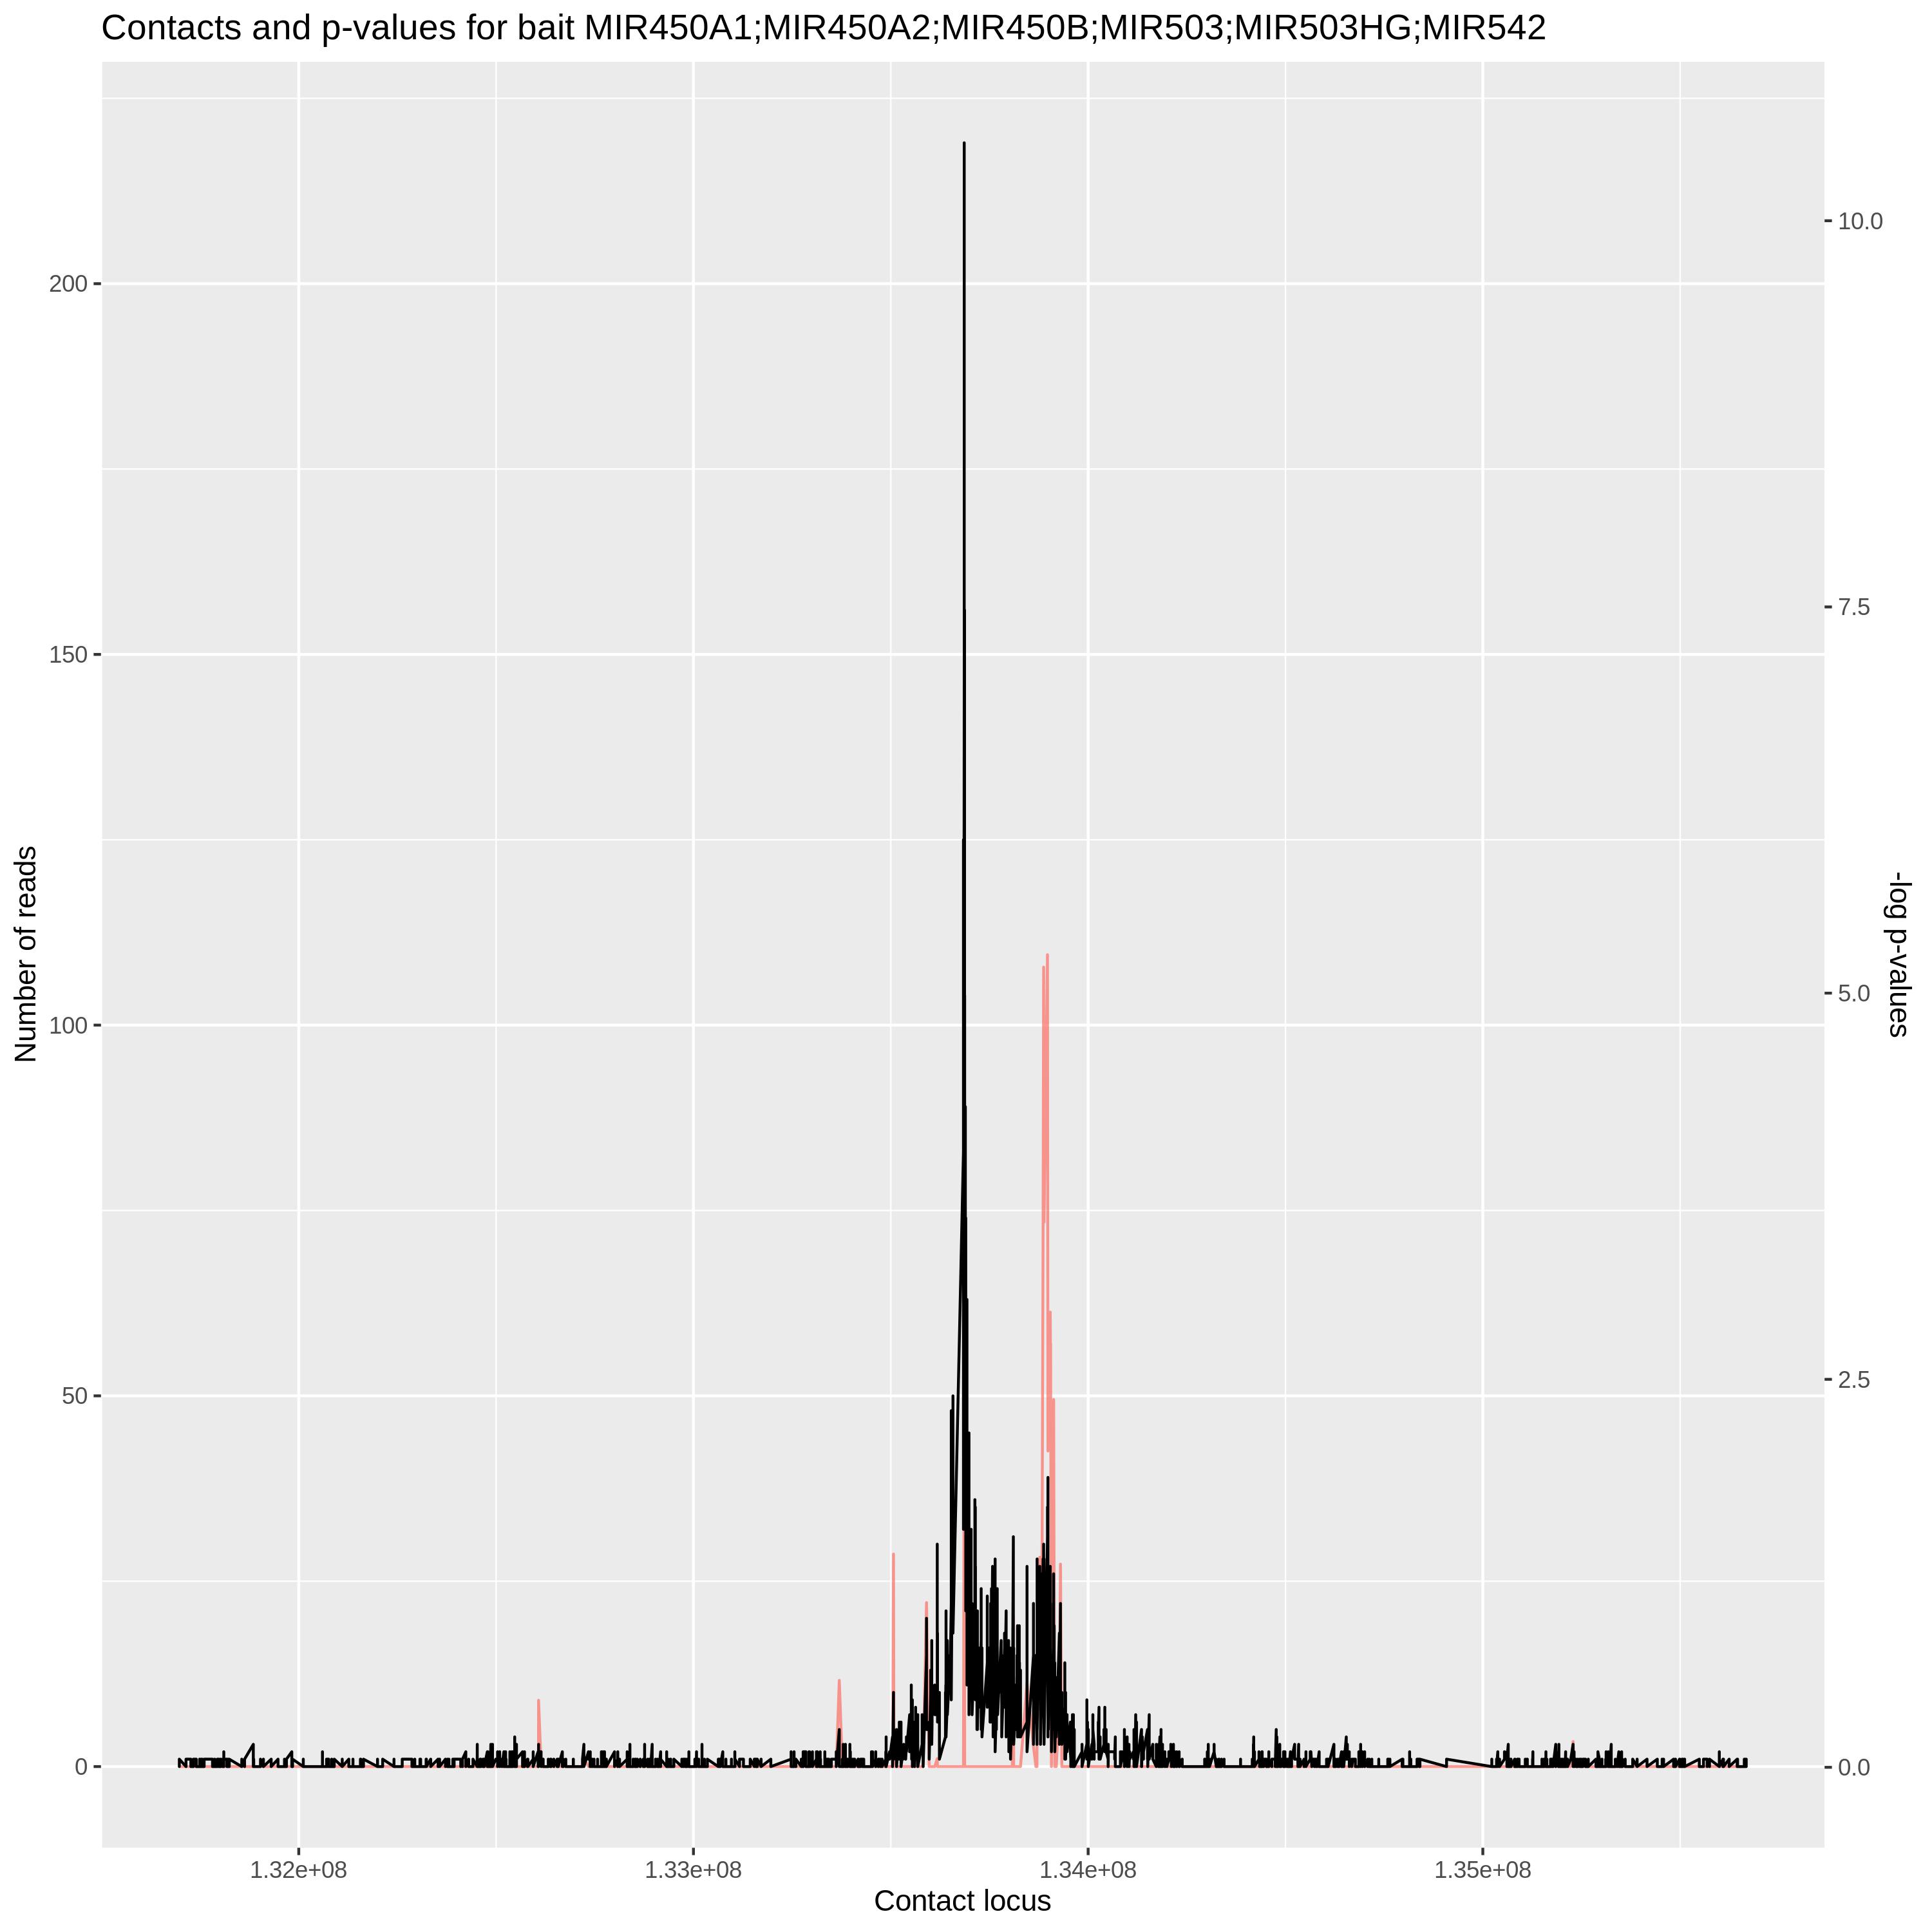 Contacts and p-values for bait MIR450A1;MIR450A2;MIR450B;MIR503;MIR503HG;MIR542
Number of reads
200
150
100
50
0
10.0
7.5
5.0
2.5
0.0
-log p-values
1.32e+08
1.33e+08
1.34e+08
1.35e+08
Contact locus